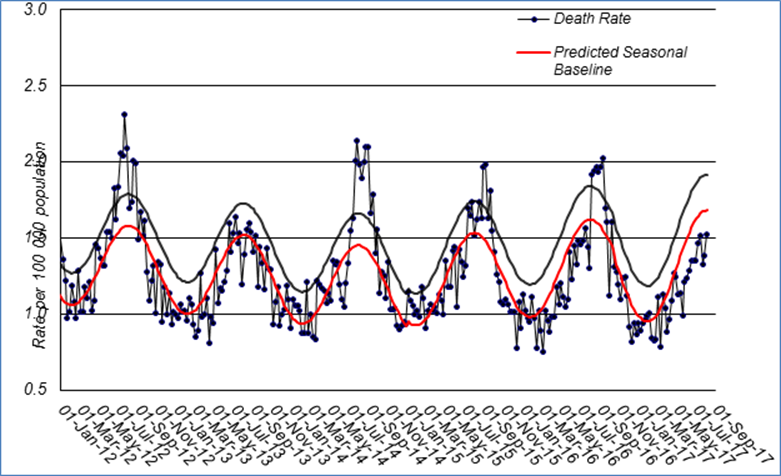 3.0
2.5
2.0
1.5
1.0
0.5
Rate per 100 000 population
Death Rate
Predicted Seasonal
Baseline
01-Jan-12
01-Mar-12
01-May-12
01-Jul-12
01-Sep-12
01-Nov-12
01-Jan-13
01-Mar-13
01-May-13
01-Jul-13
01-Sep-13
01-Nov-13
01-Jan-14
01-Mar-14
01-May-14
01-Jul-14
01-Sep-14
01-Nov-14
01-Jan-15
01-Mar-15
01-May-15
01-Jul-15
01-Sep-15
01-Nov-15
01-Jan-16
01-Mar-16
01-May-16
01-Jul-16
01-Sep-16
01-Nov-16
01-Jan-17
01-Mar-17
01-May-17
01-Jul-17
01-Sep-17